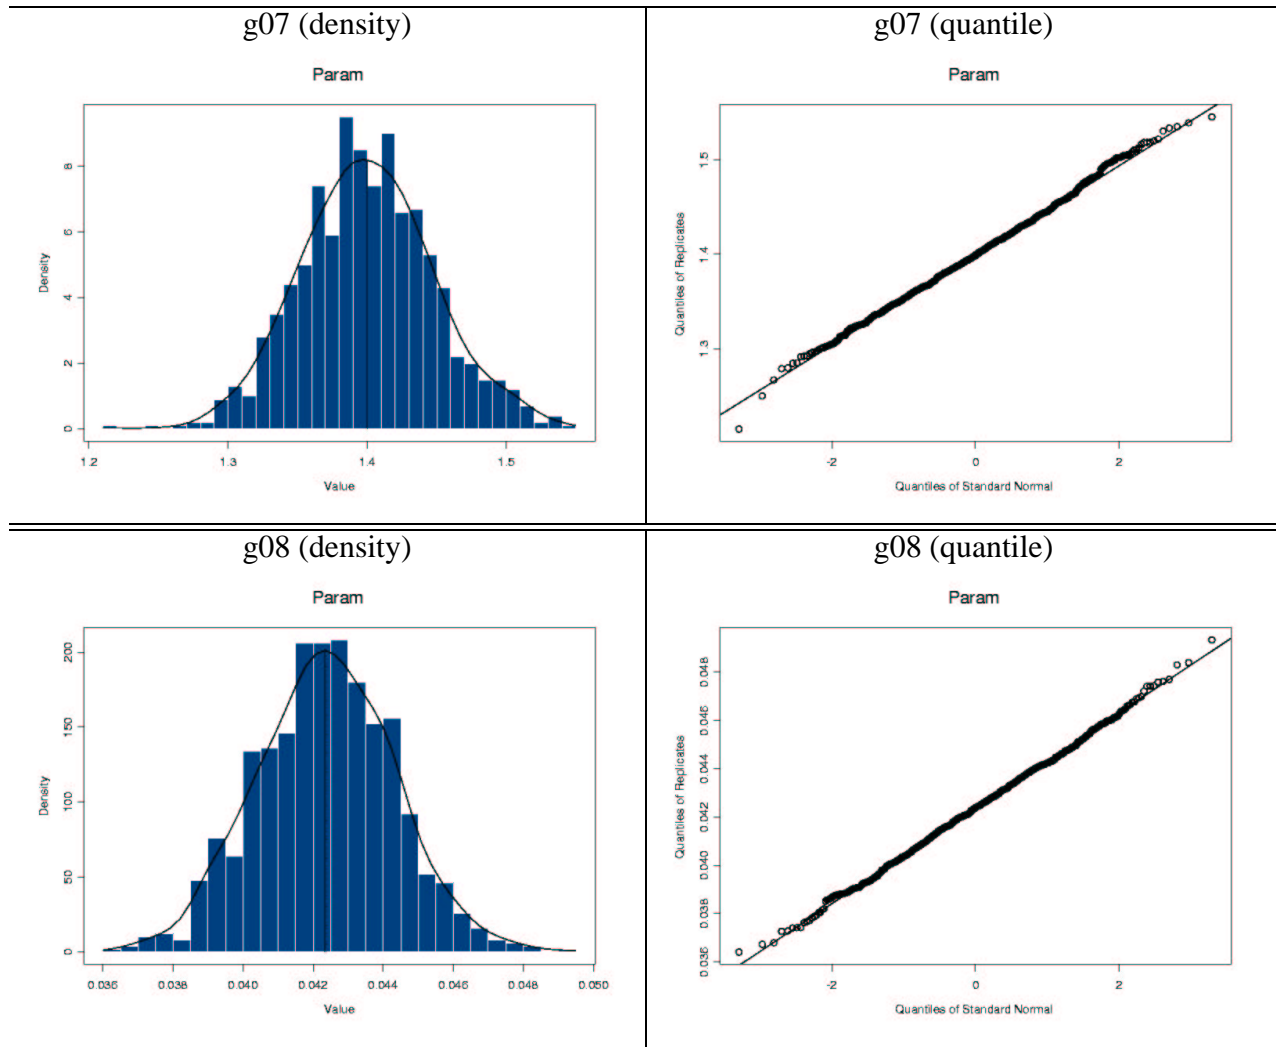 g07 (density)
Param
Density
8
6
4
2
0
1.2 1.3 1.4 1.5
Value
g07 (quantile)
Param
Quantiles of Replicates
1.5
1.4
1.3
-2 0 2
Quantiles of Standard Normal
g08 (density)
Param
Density
200
150
100
50
0
0.036 0.038 0.040 0.042 0.044 0.046 0.048 0.050
Value
g08 (quantile)
Param
Quantiles of Replicates
0.048
0.046
0.044
0.042
0.040
0.038
0.036
-2 0 2
Quantiles of Standard Normal